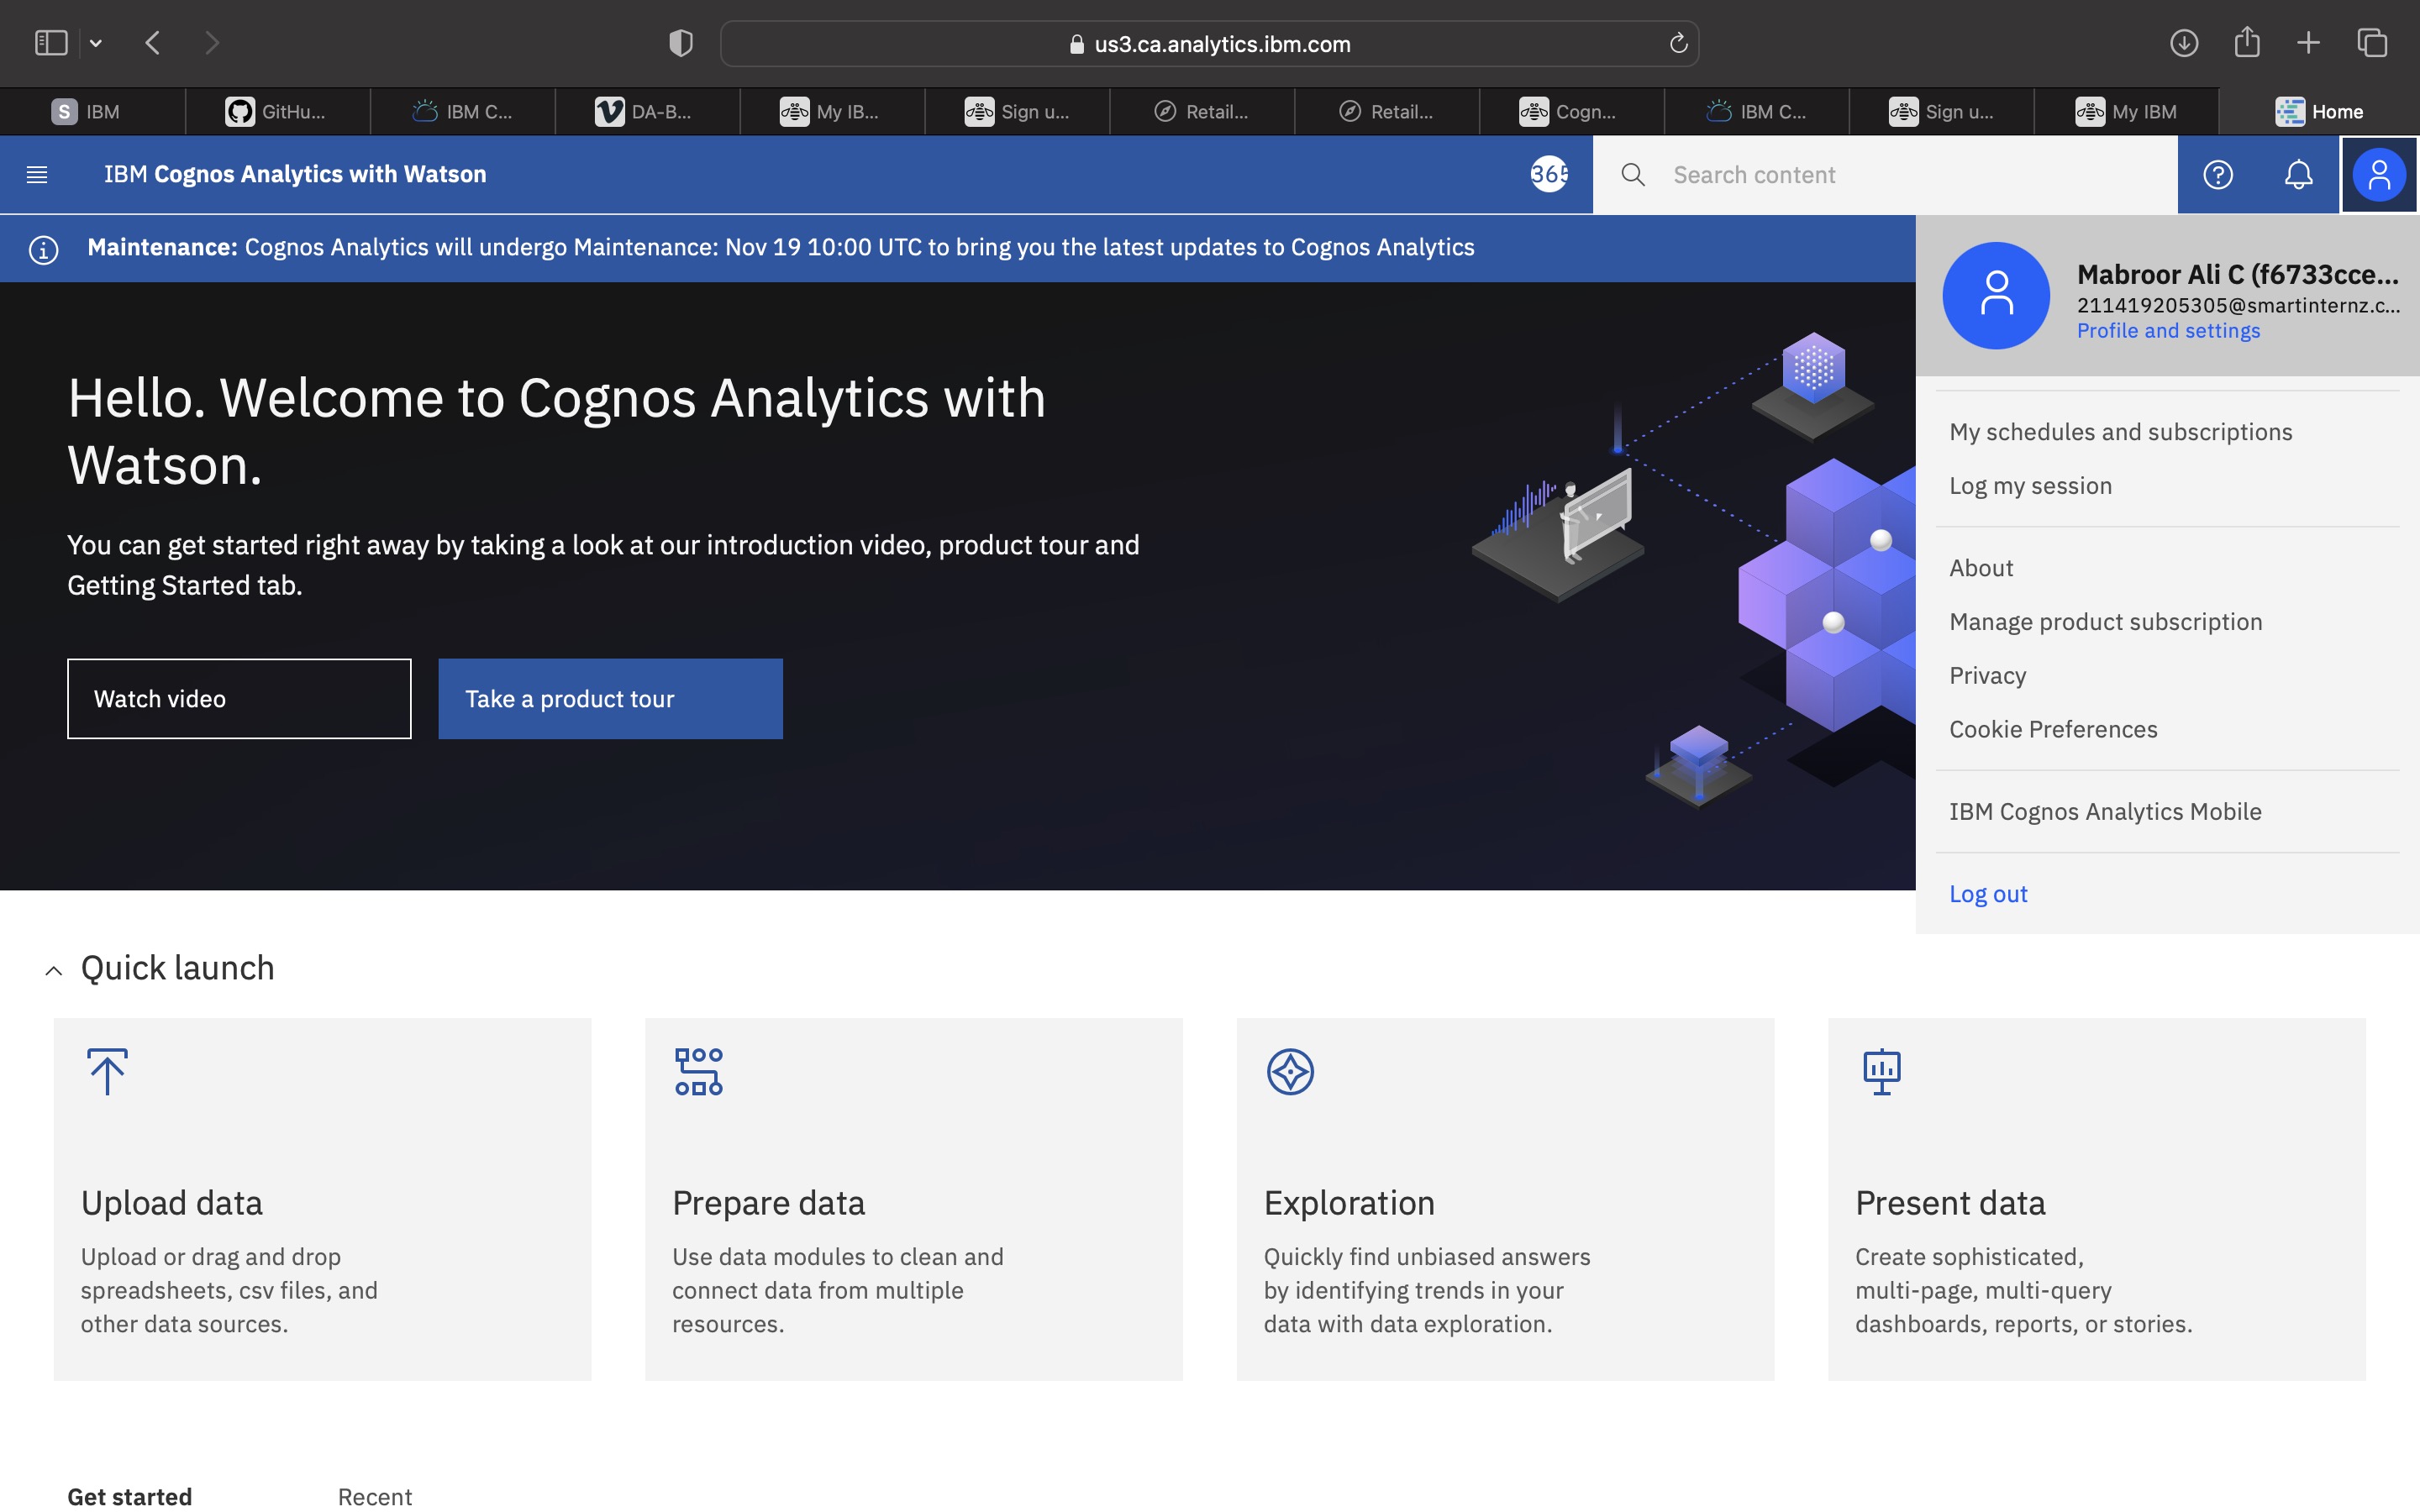 us3.ca.analytics.ibm.com
S IBM
GitHu...
IBM C...
DA-B...
My IB...
Sign u...
Retail...
Retail...
Cogn...
IBM C...
Sign u...
My IBM
Home
IBM Cognos Analytics with Watson
365
Search content
Maintenance: Cognos Analytics will undergo Maintenance: Nov 19 10:00 UTC to bring you the latest updates to Cognos Analytics
Mabroor Ali C (f6733cce...
211419205305@smartinternz.c...
Profile and settings
My schedules and subscriptions
Log my session
About
Manage product subscription
Privacy
Cookie Preferences
IBM Cognos Analytics Mobile
Log out
Hello. Welcome to Cognos Analytics with
Watson.
You can get started right away by taking a look at our introduction video, product tour and
Getting Started tab.
Watch video
Take a product tour
Quick launch
Upload data
Upload or drag and drop
spreadsheets, csv files, and
other data sources.
Prepare data
Use data modules to clean and
connect data from multiple
resources.
Exploration
Quickly find unbiased answers
by identifying trends in your
data with data exploration.
Present data
Create sophisticated,
multi-page, multi-query
dashboards, reports, or stories.
Get started
Recent